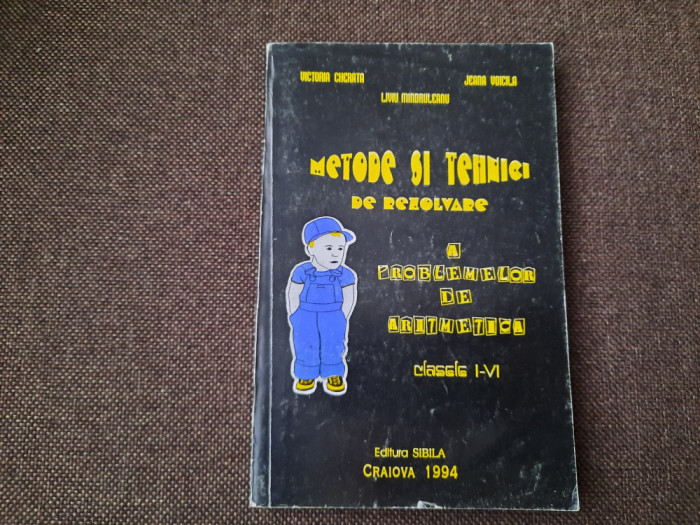 VICTORIA CHERATA
JEANA VOICILA
LIVIU MINDRULEANU
METODE SI TEHNICI
DE REZOLVARE
A
PROBLEMELOR
DE
ARITMETICA
clasele I-VI
Editura SIBILA
CRAIOVA 1994